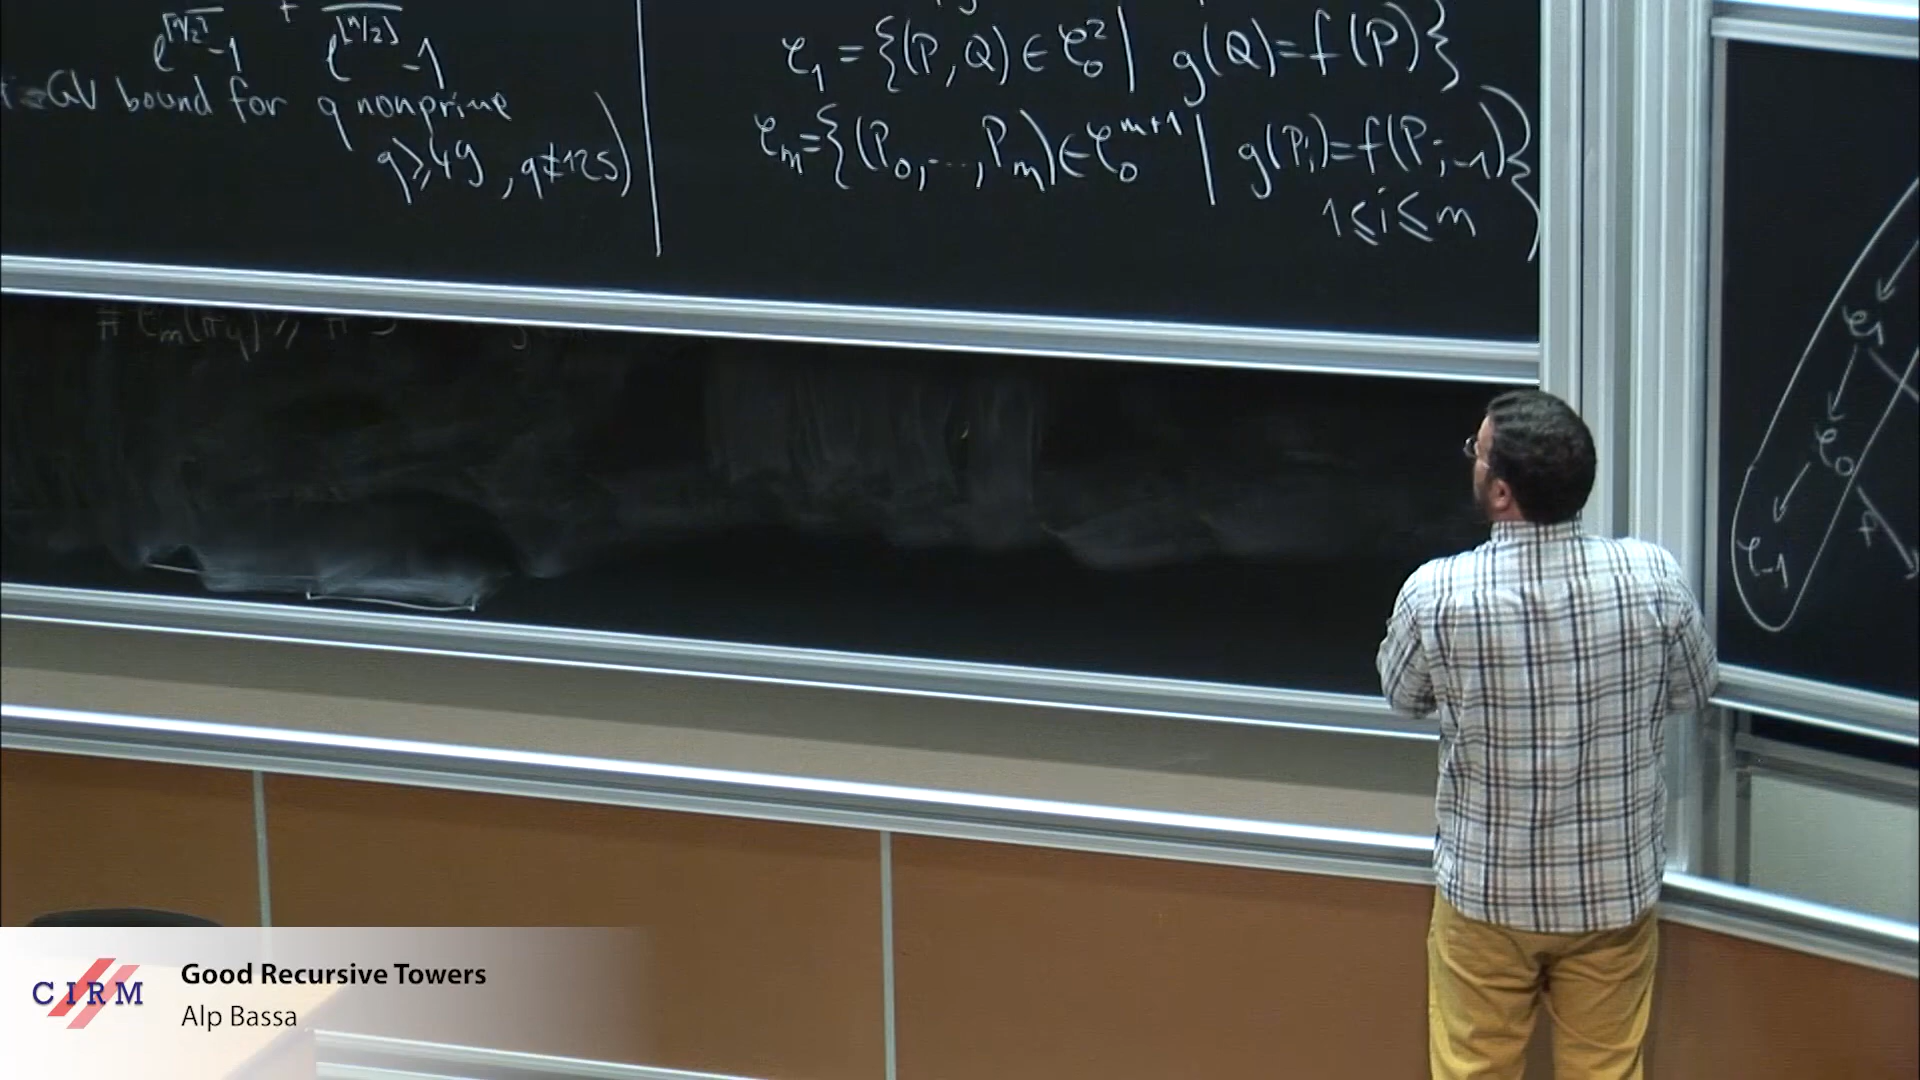 ℓ^⌈n/2⌉-1 + ℓ^⌊n/2⌋-1
GV bound for q nonprime
q⩾49, q≠125)
𝒞₁={(P,Q)∈𝒞₀²| g(Q)=f(P)}
𝒞ₘ={(P₀,...,Pₘ)∈𝒞₀^{m+1}| g(Pᵢ)=f(Pᵢ₋₁)}
1⩽i⩽m
𝒞₁
𝒞₀
f
𝒞₋₁
CIRM
Good Recursive Towers
Alp Bassa